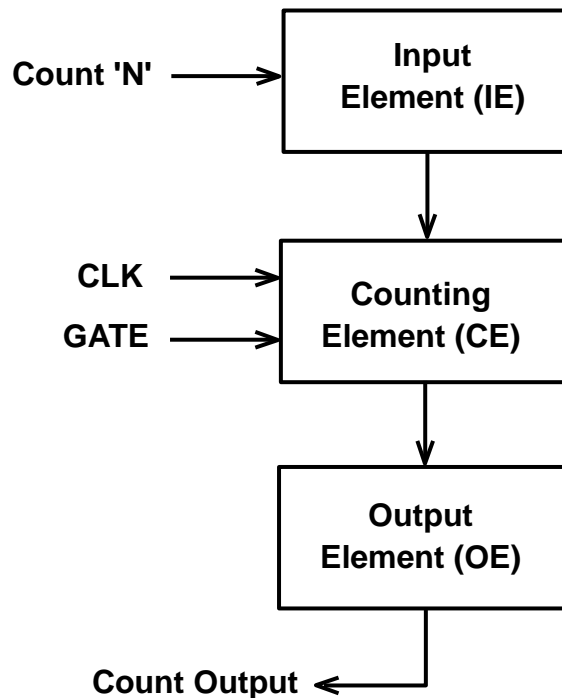 Input
Element (IE)
Count 'N'
CLK
GATE
Counting
Element (CE)
Output
Element (OE)
Count Output